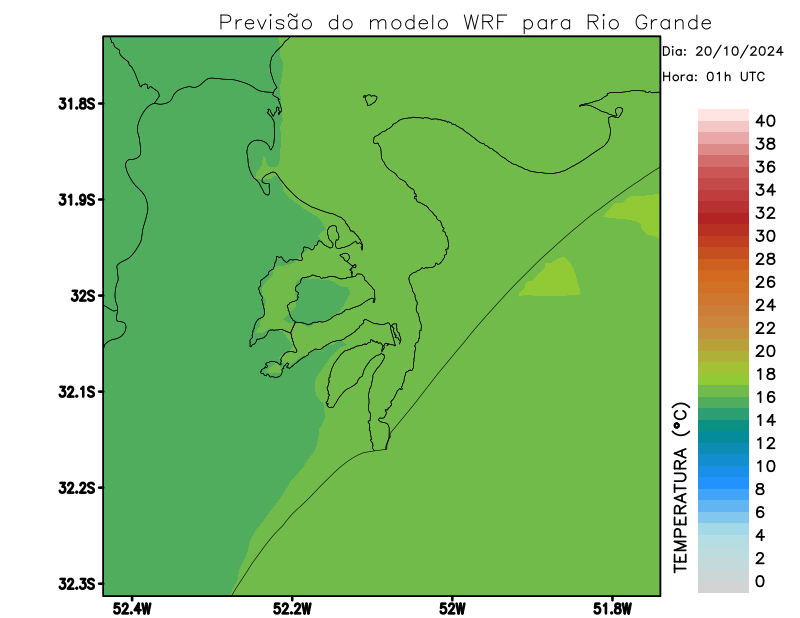 Previsão do modelo WRF para Rio Grande
Dia: 20/10/2024
Hora: 01h UTC
31.8S
31.9S
32S
32.1S
32.2S
32.3S
52.4W
52.2W
52W
51.8W
TEMPERATURA (°C)
40
38
36
34
32
30
28
26
24
22
20
18
16
14
12
10
8
6
4
2
0